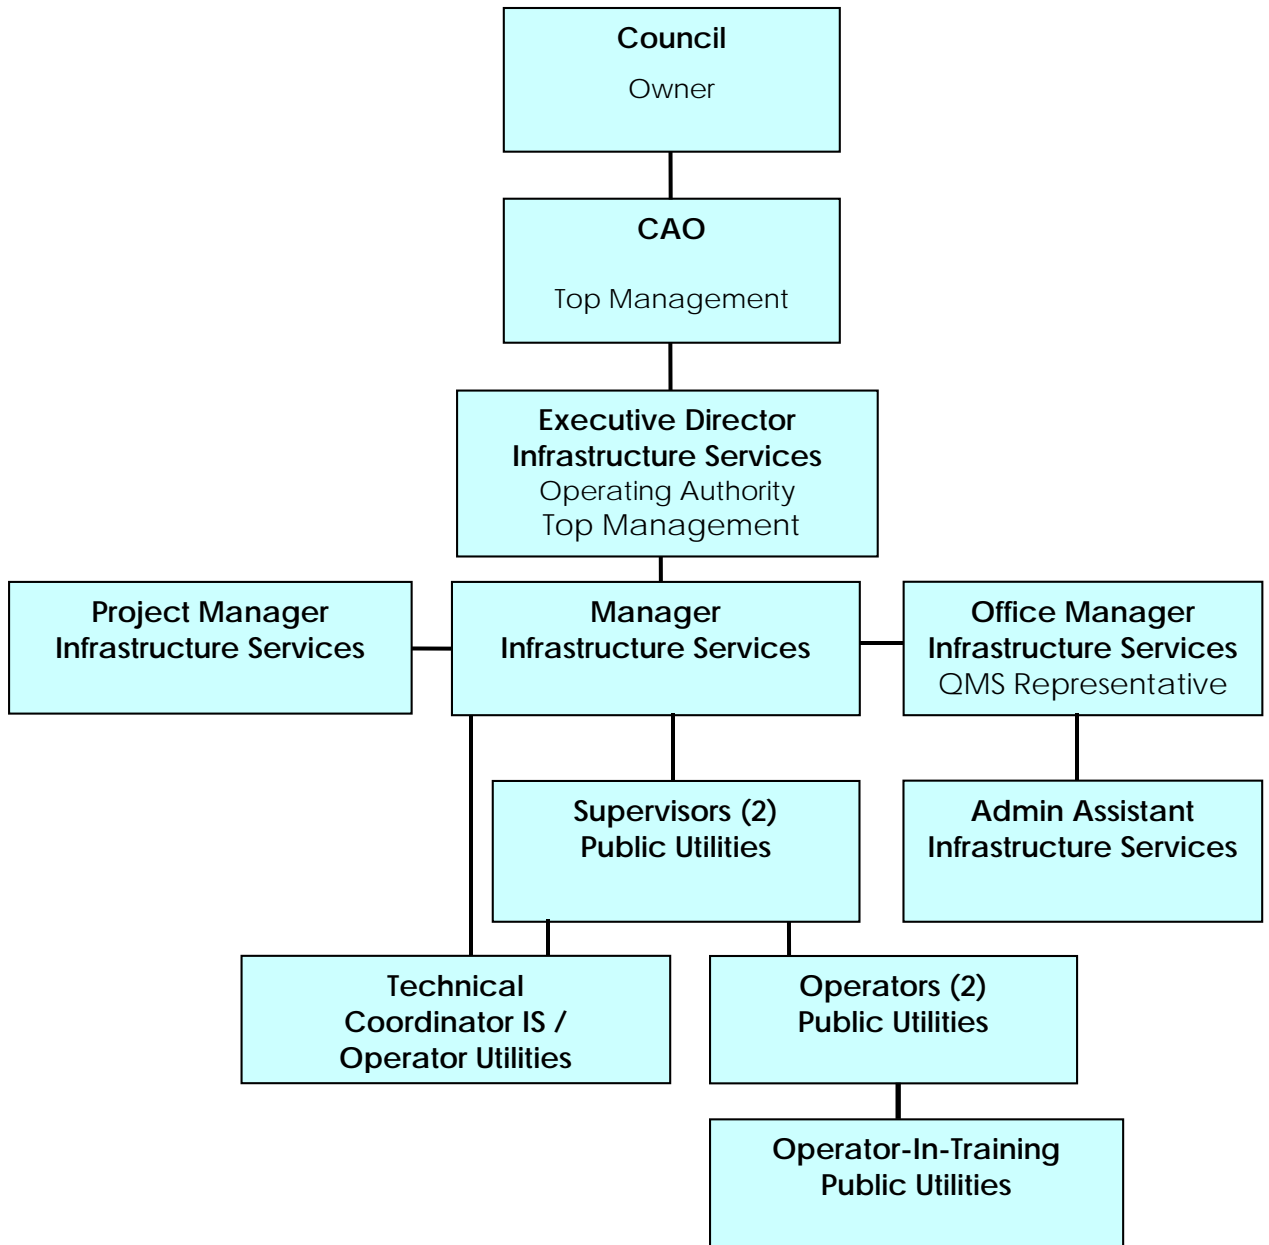 Council
Owner
CAO
Top Management
Executive Director
Infrastructure Services
Operating Authority
Top Management
Project Manager
Infrastructure Services
Manager
Infrastructure Services
Office Manager
Infrastructure Services
QMS Representative
Supervisors (2)
Public Utilities
Admin Assistant
Infrastructure Services
Technical
Coordinator IS /
Operator Utilities
Operators (2)
Public Utilities
Operator-In-Training
Public Utilities